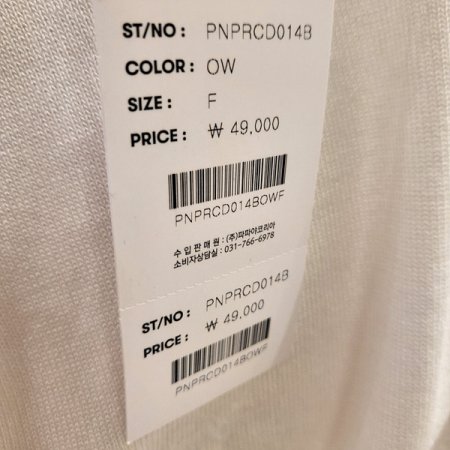 ST/NO : PNPRCD014B
COLOR : OW
SIZE : F
PRICE : ₩ 49,000
PNPRCD014BOWF
수 입 판 매 원 : (주)파파야코리아
소비자상담실 : 031-766-6978
ST/NO : PNPRCD014B
PRICE : ₩ 49,000
PNPRCD014BOWF